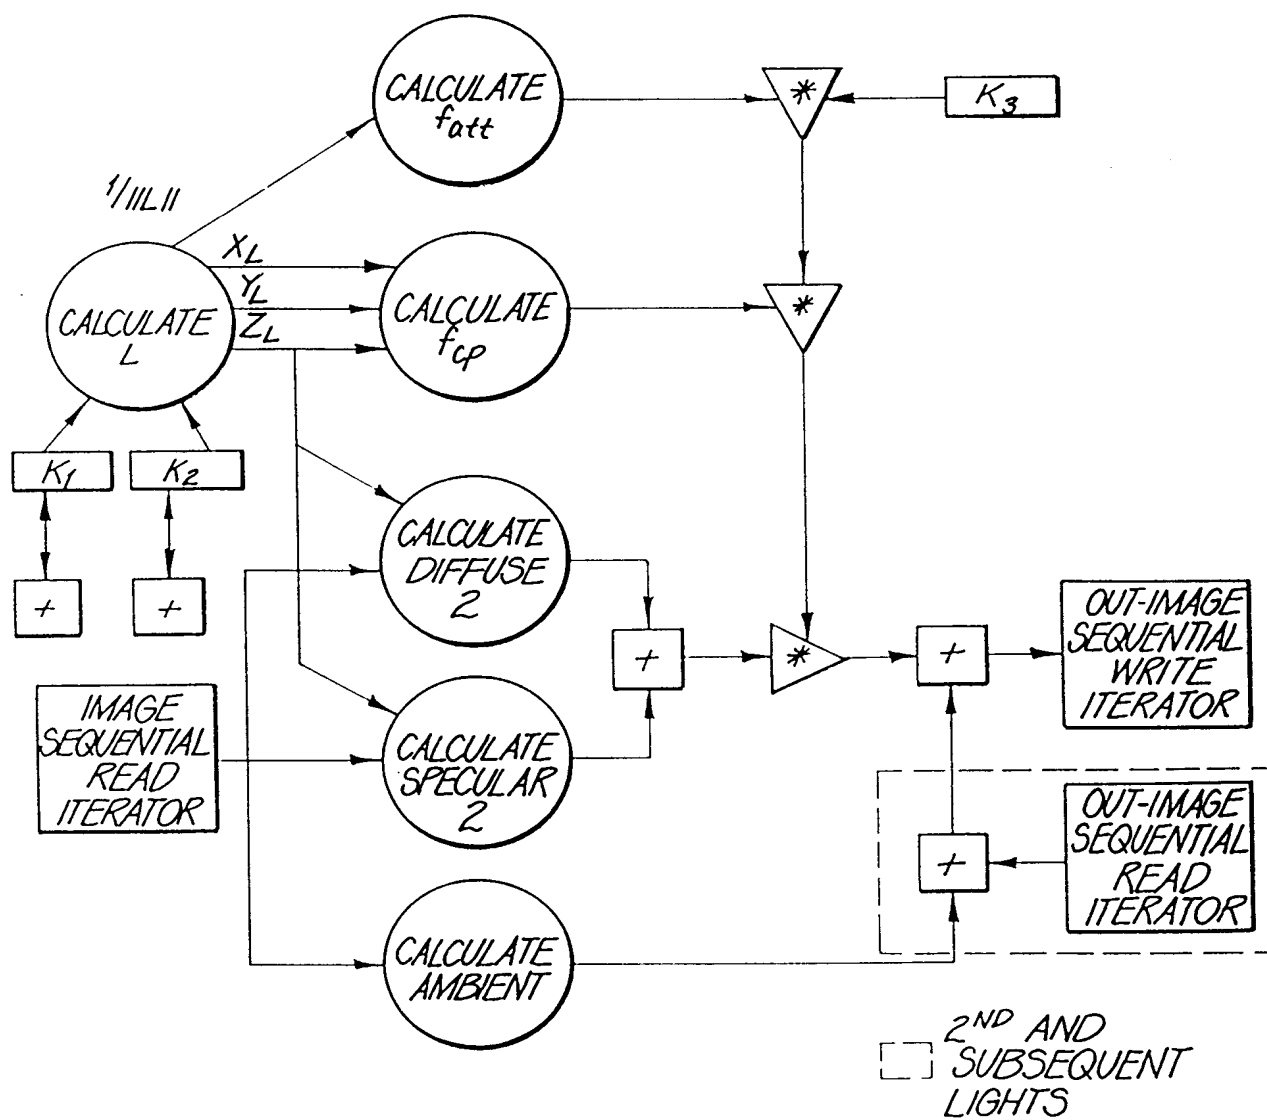 CALCULATE
fatt
*
K3
1/||L||
XL
YL
ZL
CALCULATE
L
CALCULATE
fcp
*
K1
K2
+
+
CALCULATE
DIFFUSE
2
+
*
+
OUT-IMAGE
SEQUENTIAL
WRITE
ITERATOR
IMAGE
SEQUENTIAL
READ
ITERATOR
CALCULATE
SPECULAR
2
+
OUT-IMAGE
SEQUENTIAL
READ
ITERATOR
CALCULATE
AMBIENT
2ND AND
SUBSEQUENT
LIGHTS